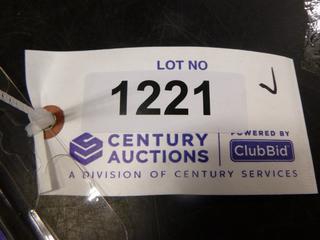 LOT NO
1221
CENTURY
AUCTIONS
POWERED BY
ClubBid
A DIVISION OF CENTURY SERVICES